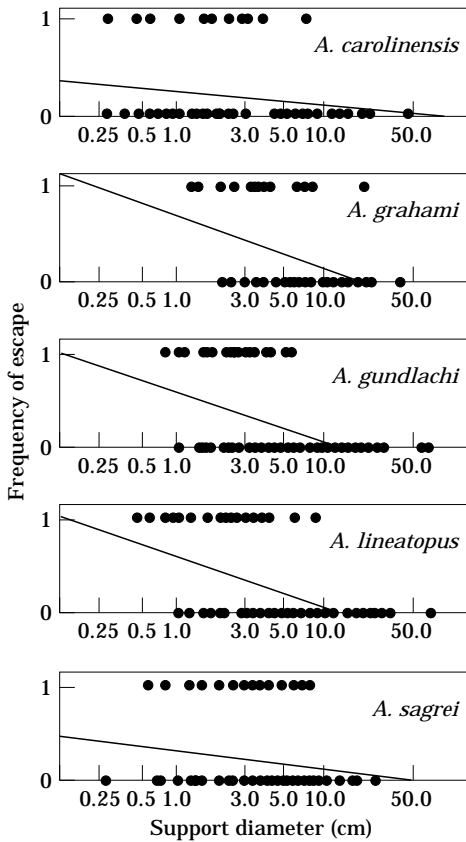 Frequency of escape
1
A. carolinensis
0
0.25 0.5 1.0 3.0 5.0 10.0 50.0
1
A. grahami
0
0.25 0.5 1.0 3.0 5.0 10.0 50.0
1
A. gundlachi
0
0.25 0.5 1.0 3.0 5.0 10.0 50.0
1
A. lineatopus
0
0.25 0.5 1.0 3.0 5.0 10.0 50.0
1
A. sagrei
0
0.25 0.5 1.0 3.0 5.0 10.0 50.0
Support diameter (cm)